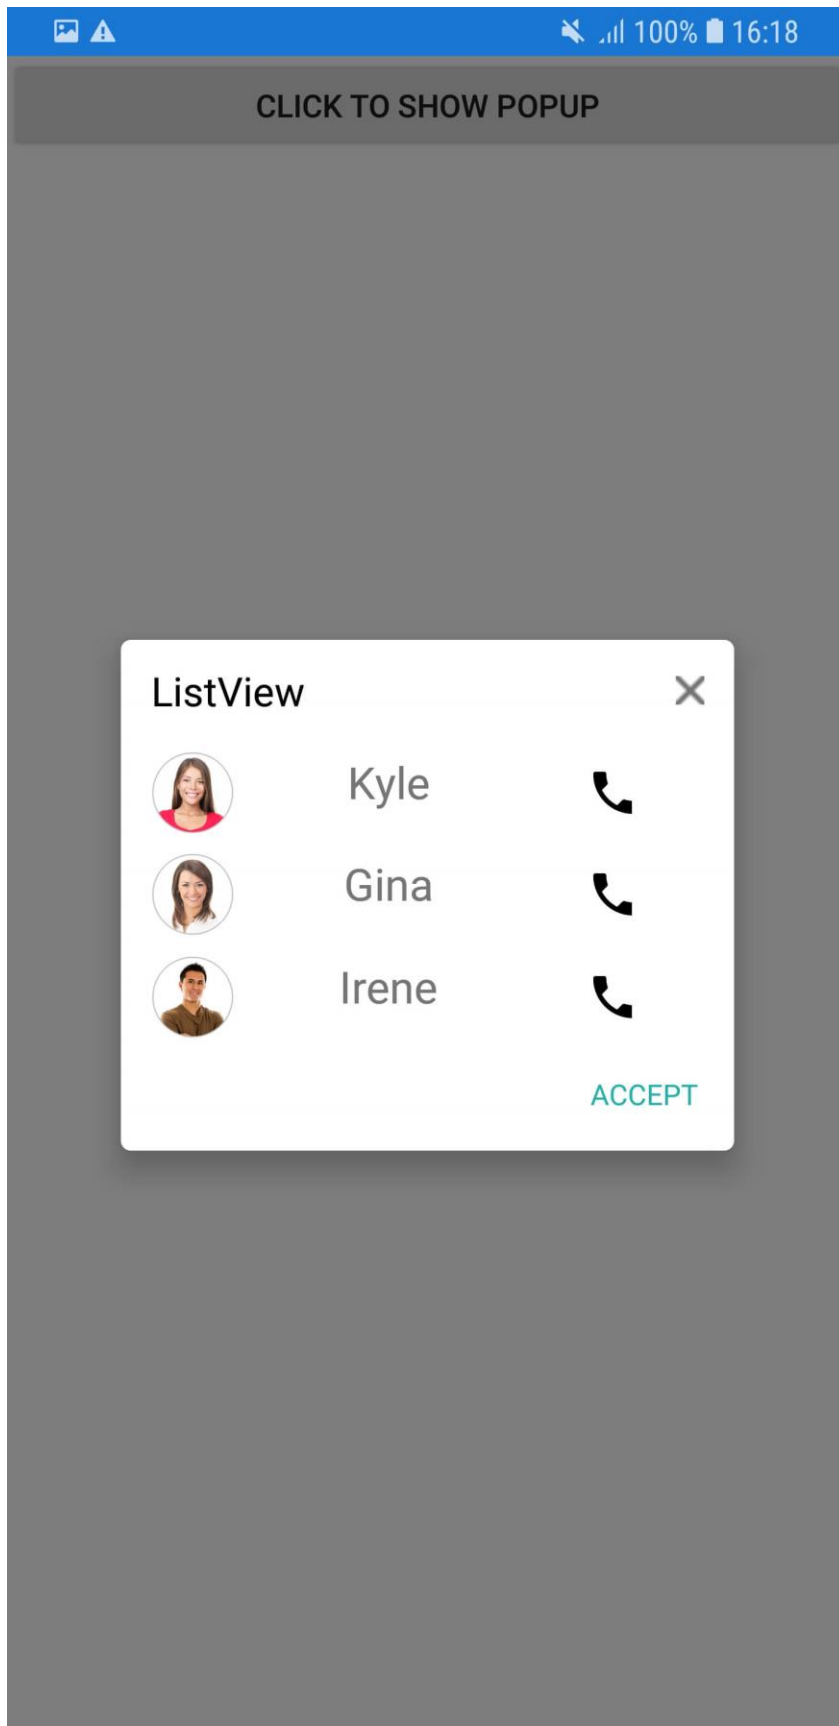 100% 16:18
CLICK TO SHOW POPUP
ListView
Kyle
Gina
Irene
ACCEPT